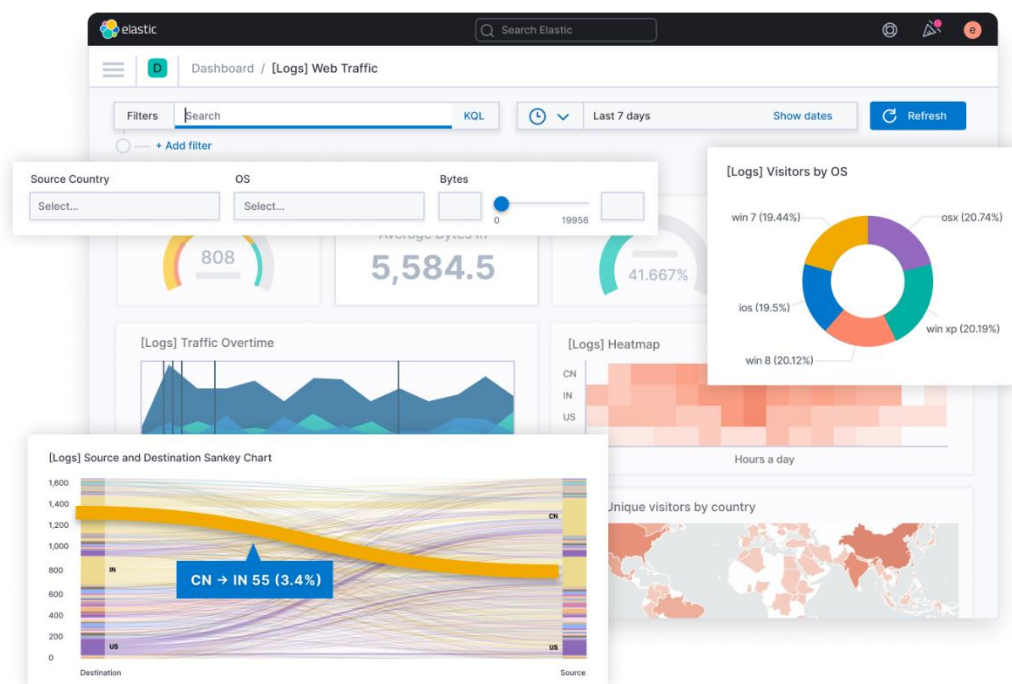 elastic
Search Elastic
e
D
Dashboard / [Logs] Web Traffic
Filters
Search
KQL
Last 7 days
Show dates
Refresh
+ Add filter
Source Country
OS
Bytes
Select...
Select...
0
19956
808
Average Bytes In
5,584.5
41.667%
[Logs] Visitors by OS
win 7 (19.44%)
osx (20.74%)
ios (19.5%)
win xp (20.19%)
win 8 (20.12%)
[Logs] Traffic Overtime
[Logs] Heatmap
CN
IN
US
Hours a day
[Logs] Source and Destination Sankey Chart
1,600
1,400
1,200
1,000
800
600
400
200
0
CN
IN
CN → IN 55 (3.4%)
US
US
Destination
Source
Unique visitors by country